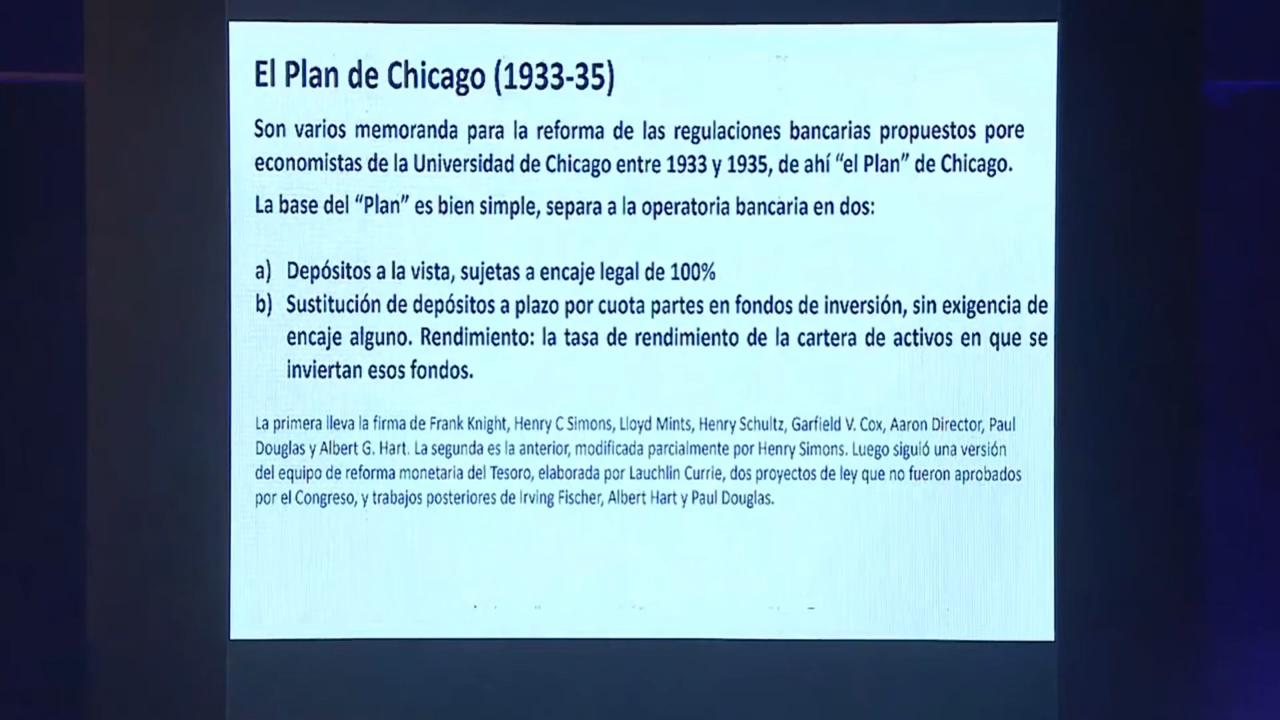 El Plan de Chicago (1933-35)
Son varios memoranda para la reforma de las regulaciones bancarias propuestos pore
economistas de la Universidad de Chicago entre 1933 y 1935, de ahí “el Plan” de Chicago.
La base del “Plan” es bien simple, separa a la operatoria bancaria en dos:
a) Depósitos a la vista, sujetas a encaje legal de 100%
b) Sustitución de depósitos a plazo por cuota partes en fondos de inversión, sin exigencia de
encaje alguno. Rendimiento: la tasa de rendimiento de la cartera de activos en que se
inviertan esos fondos.
La primera lleva la firma de Frank Knight, Henry C Simons, Lloyd Mints, Henry Schultz, Garfield V. Cox, Aaron Director, Paul
Douglas y Albert G. Hart. La segunda es la anterior, modificada parcialmente por Henry Simons. Luego siguió una versión
del equipo de reforma monetaria del Tesoro, elaborada por Lauchlin Currie, dos proyectos de ley que no fueron aprobados
por el Congreso, y trabajos posteriores de Irving Fischer, Albert Hart y Paul Douglas.